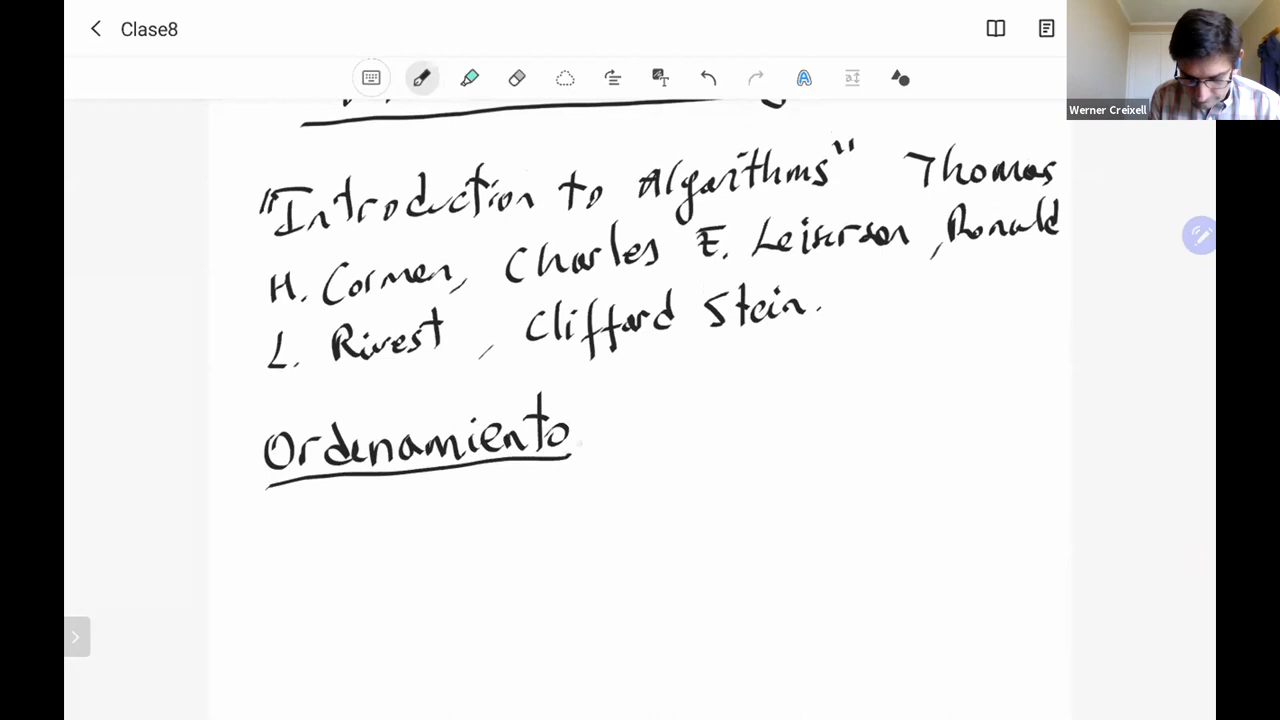 Clase8
Werner Creixell
"Introduction to Algorithms" Thomas
H. Cormen, Charles E. Leiserson, Ronald
L. Rivest, Clifford Stein.
Ordenamiento